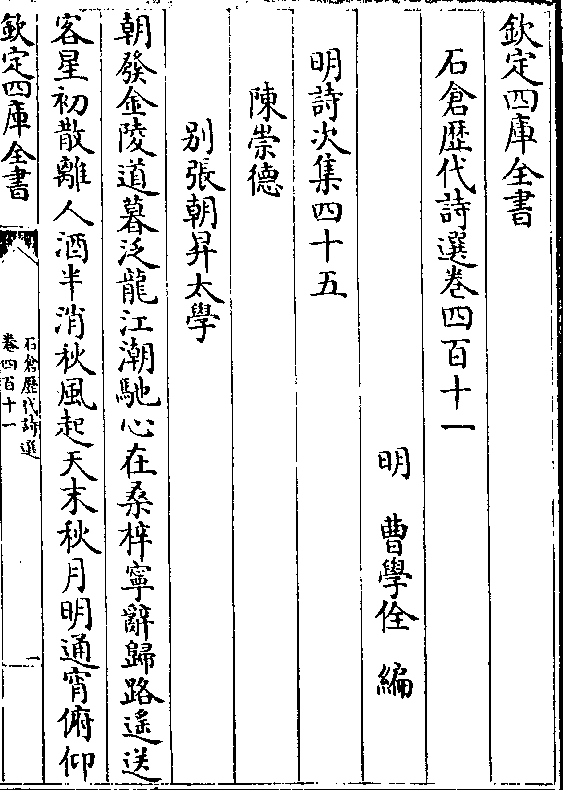 欽定四庫全書
石倉歴代詩選卷四百十一
明　曹學佺　編
明詩次集四十五
陳崇德
别張朝昇太學
朝發金陵道暮泛龍江潮馳心在桑梓寧辭歸路遙送
客星初散離人酒半消秋風起天末秋月明通宵俯仰
欽定四庫全書
石倉歴代詩選
卷四百十一
一